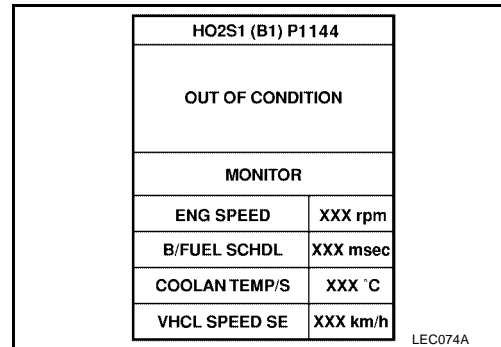 HO2S1 (B1) P1144
OUT OF CONDITION
MONITOR
ENG SPEED XXX rpm
B/FUEL SCHDL XXX msec
COOLAN TEMP/S XXX °C
VHCL SPEED SE XXX km/h
LEC074A